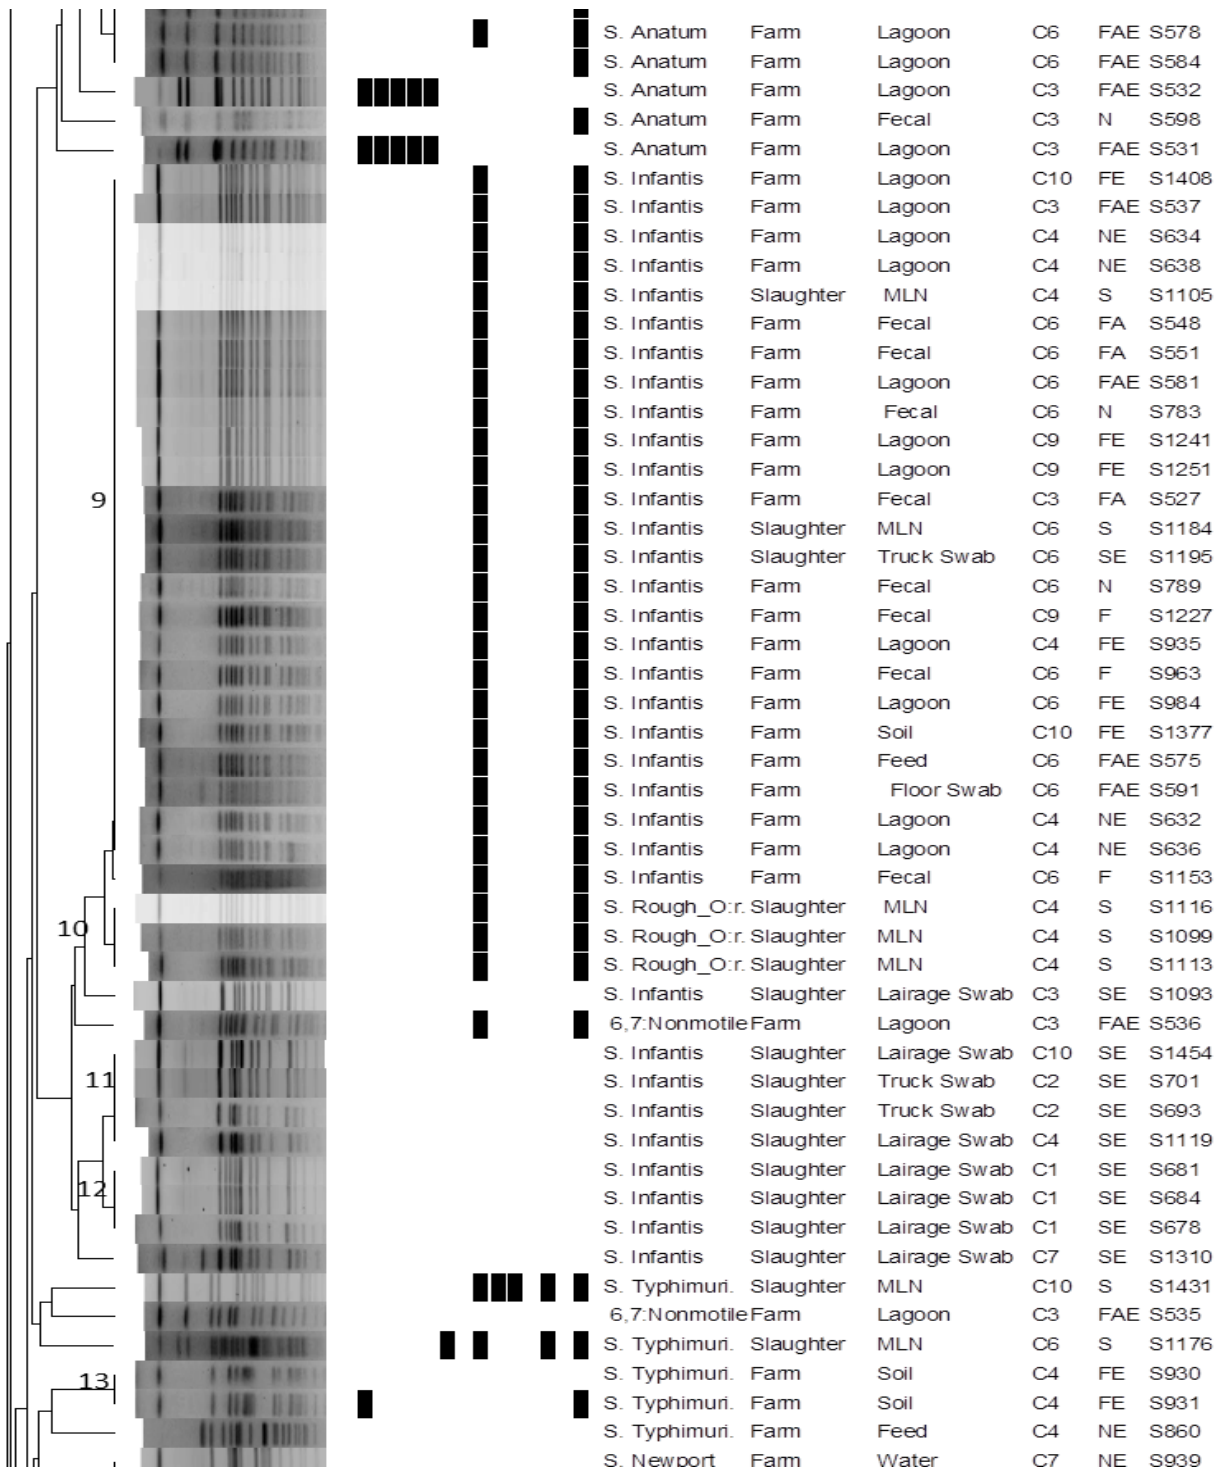 S. Anatum Farm Lagoon C6 FAE S578
S. Anatum Farm Lagoon C6 FAE S584
S. Anatum Farm Lagoon C3 FAE S532
S. Anatum Farm Fecal C3 N S598
S. Anatum Farm Lagoon C3 FAE S531
S. Infantis Farm Lagoon C10 FE S1408
S. Infantis Farm Lagoon C3 FAE S537
S. Infantis Farm Lagoon C4 NE S634
S. Infantis Farm Lagoon C4 NE S638
S. Infantis Slaughter MLN C4 S S1105
S. Infantis Farm Fecal C6 FA S548
S. Infantis Farm Fecal C6 FA S551
S. Infantis Farm Lagoon C6 FAE S581
S. Infantis Farm Fecal C6 N S783
S. Infantis Farm Lagoon C9 FE S1241
S. Infantis Farm Lagoon C9 FE S1251
9 S. Infantis Farm Fecal C3 FA S527
S. Infantis Slaughter MLN C6 S S1184
S. Infantis Slaughter Truck Swab C6 SE S1195
S. Infantis Farm Fecal C6 N S789
S. Infantis Farm Fecal C9 F S1227
S. Infantis Farm Lagoon C4 FE S935
S. Infantis Farm Fecal C6 F S963
S. Infantis Farm Lagoon C6 FE S984
S. Infantis Farm Soil C10 FE S1377
S. Infantis Farm Feed C6 FAE S575
S. Infantis Farm Floor Swab C6 FAE S591
S. Infantis Farm Lagoon C4 NE S632
S. Infantis Farm Lagoon C4 NE S636
S. Infantis Farm Fecal C6 F S1153
S. Rough_O:r. Slaughter MLN C4 S S1116
10 S. Rough_O:r. Slaughter MLN C4 S S1099
S. Rough_O:r. Slaughter MLN C4 S S1113
S. Infantis Slaughter Lairage Swab C3 SE S1093
6,7:Nonmotile Farm Lagoon C3 FAE S536
S. Infantis Slaughter Lairage Swab C10 SE S1454
11 S. Infantis Slaughter Truck Swab C2 SE S701
S. Infantis Slaughter Truck Swab C2 SE S693
S. Infantis Slaughter Lairage Swab C4 SE S1119
S. Infantis Slaughter Lairage Swab C1 SE S681
12 S. Infantis Slaughter Lairage Swab C1 SE S684
S. Infantis Slaughter Lairage Swab C1 SE S678
S. Infantis Slaughter Lairage Swab C7 SE S1310
S. Typhimuri. Slaughter MLN C10 S S1431
6,7:Nonmotile Farm Lagoon C3 FAE S535
S. Typhimuri. Slaughter MLN C6 S S1176
13 S. Typhimuri. Farm Soil C4 FE S930
S. Typhimuri. Farm Soil C4 FE S931
S. Typhimuri. Farm Feed C4 NE S860
S. Newport Farm Water C7 NE S939